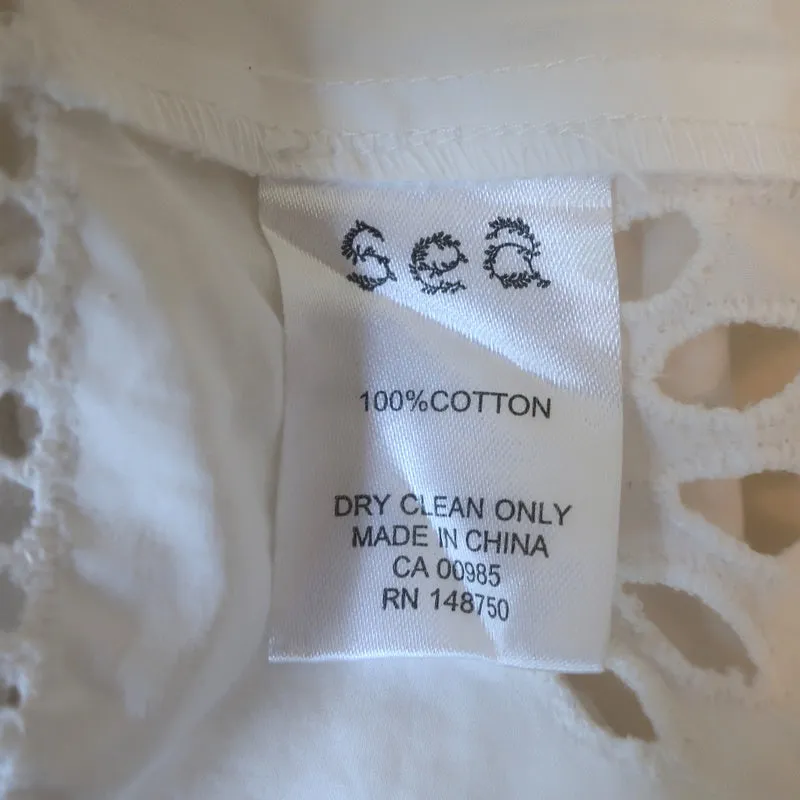 sea
100%COTTON
DRY CLEAN ONLY
MADE IN CHINA
CA 00985
RN 148750